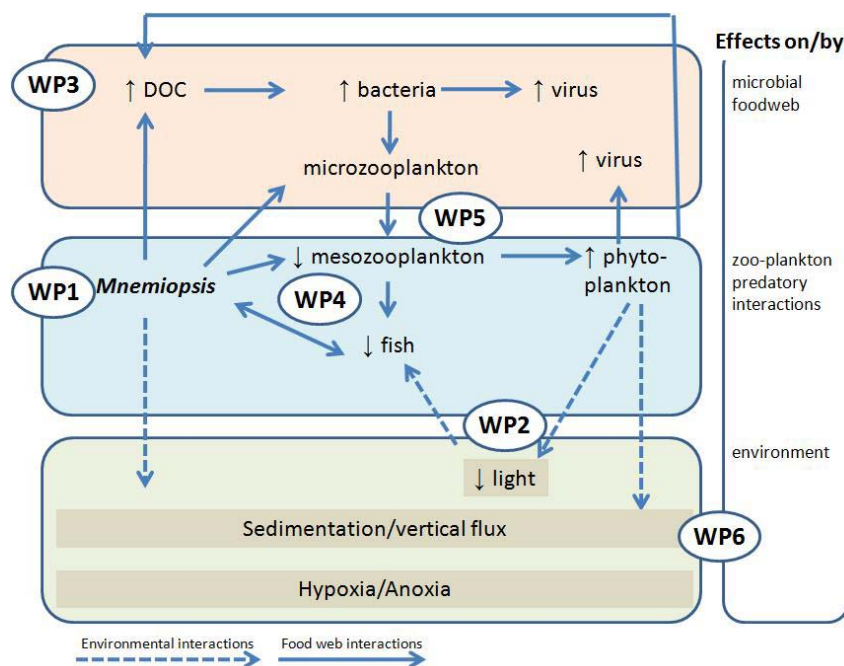 Effects on/by
WP3
↑ DOC
↑ bacteria
↑ virus
microbial
foodweb
microzooplankton
↑ virus
WP5
WP1
Mnemiopsis
↓ mesozooplankton
↑ phyto-
plankton
zoo-plankton
predatory
interactions
WP4
↓ fish
WP2
environment
↓ light
Sedimentation/vertical flux
WP6
Hypoxia/Anoxia
Environmental interactions
Food web interactions